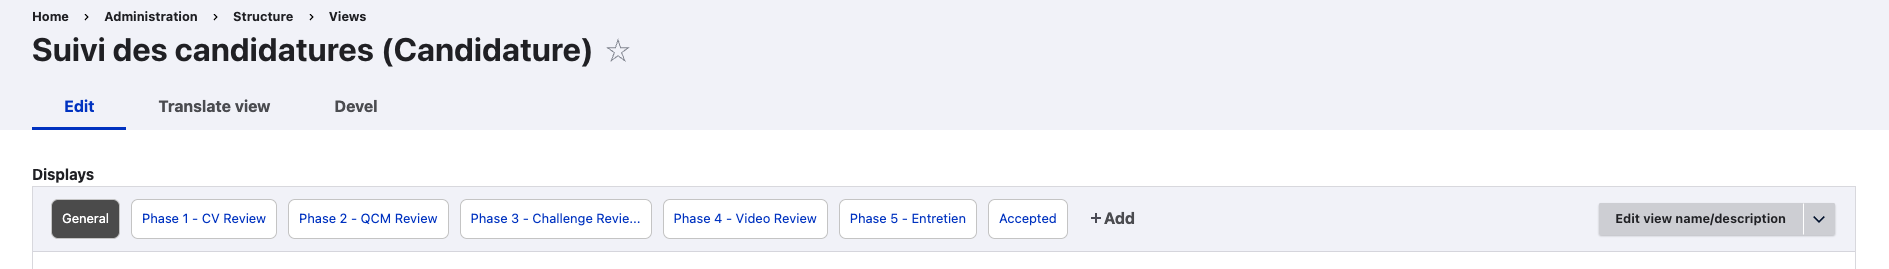 Home > Administration > Structure > Views
Suivi des candidatures (Candidature) ☆
Edit Translate view Devel
Displays
General Phase 1 - CV Review Phase 2 - QCM Review Phase 3 - Challenge Revie... Phase 4 - Video Review Phase 5 - Entretien Accepted +Add Edit view name/description